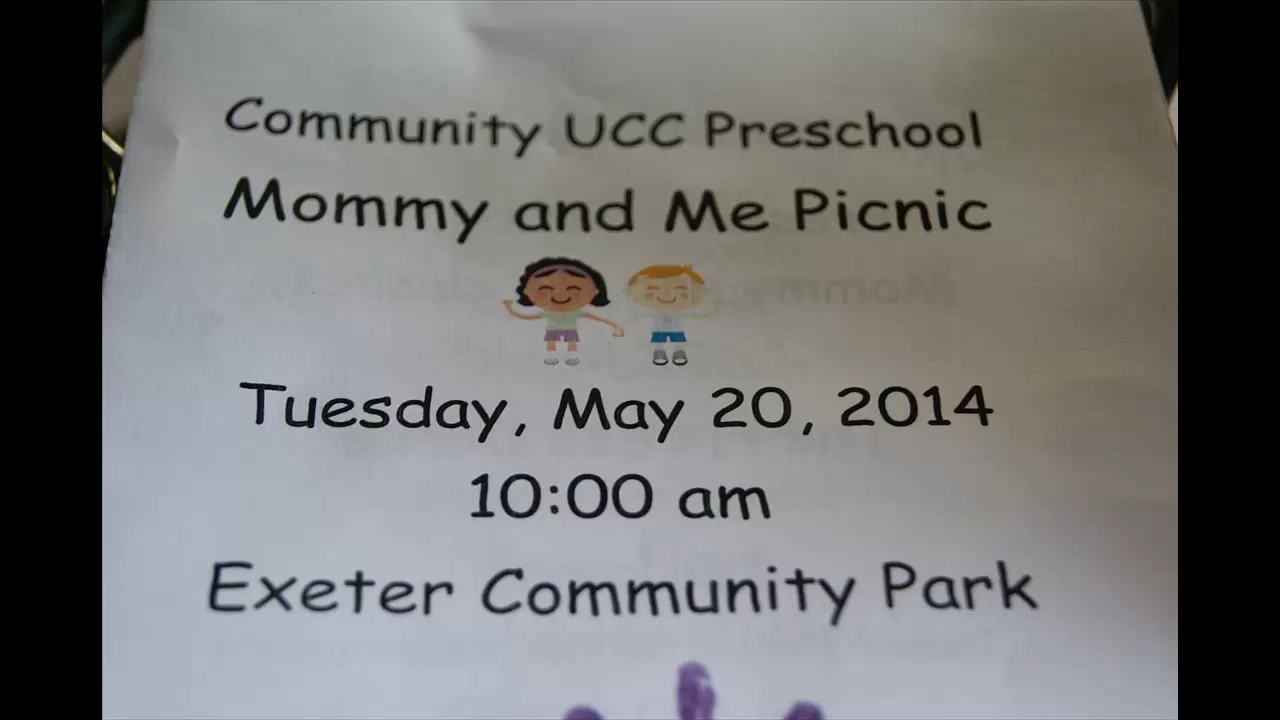 Community UCC Preschool
Mommy and Me Picnic
Tuesday, May 20, 2014
10:00 am
Exeter Community Park